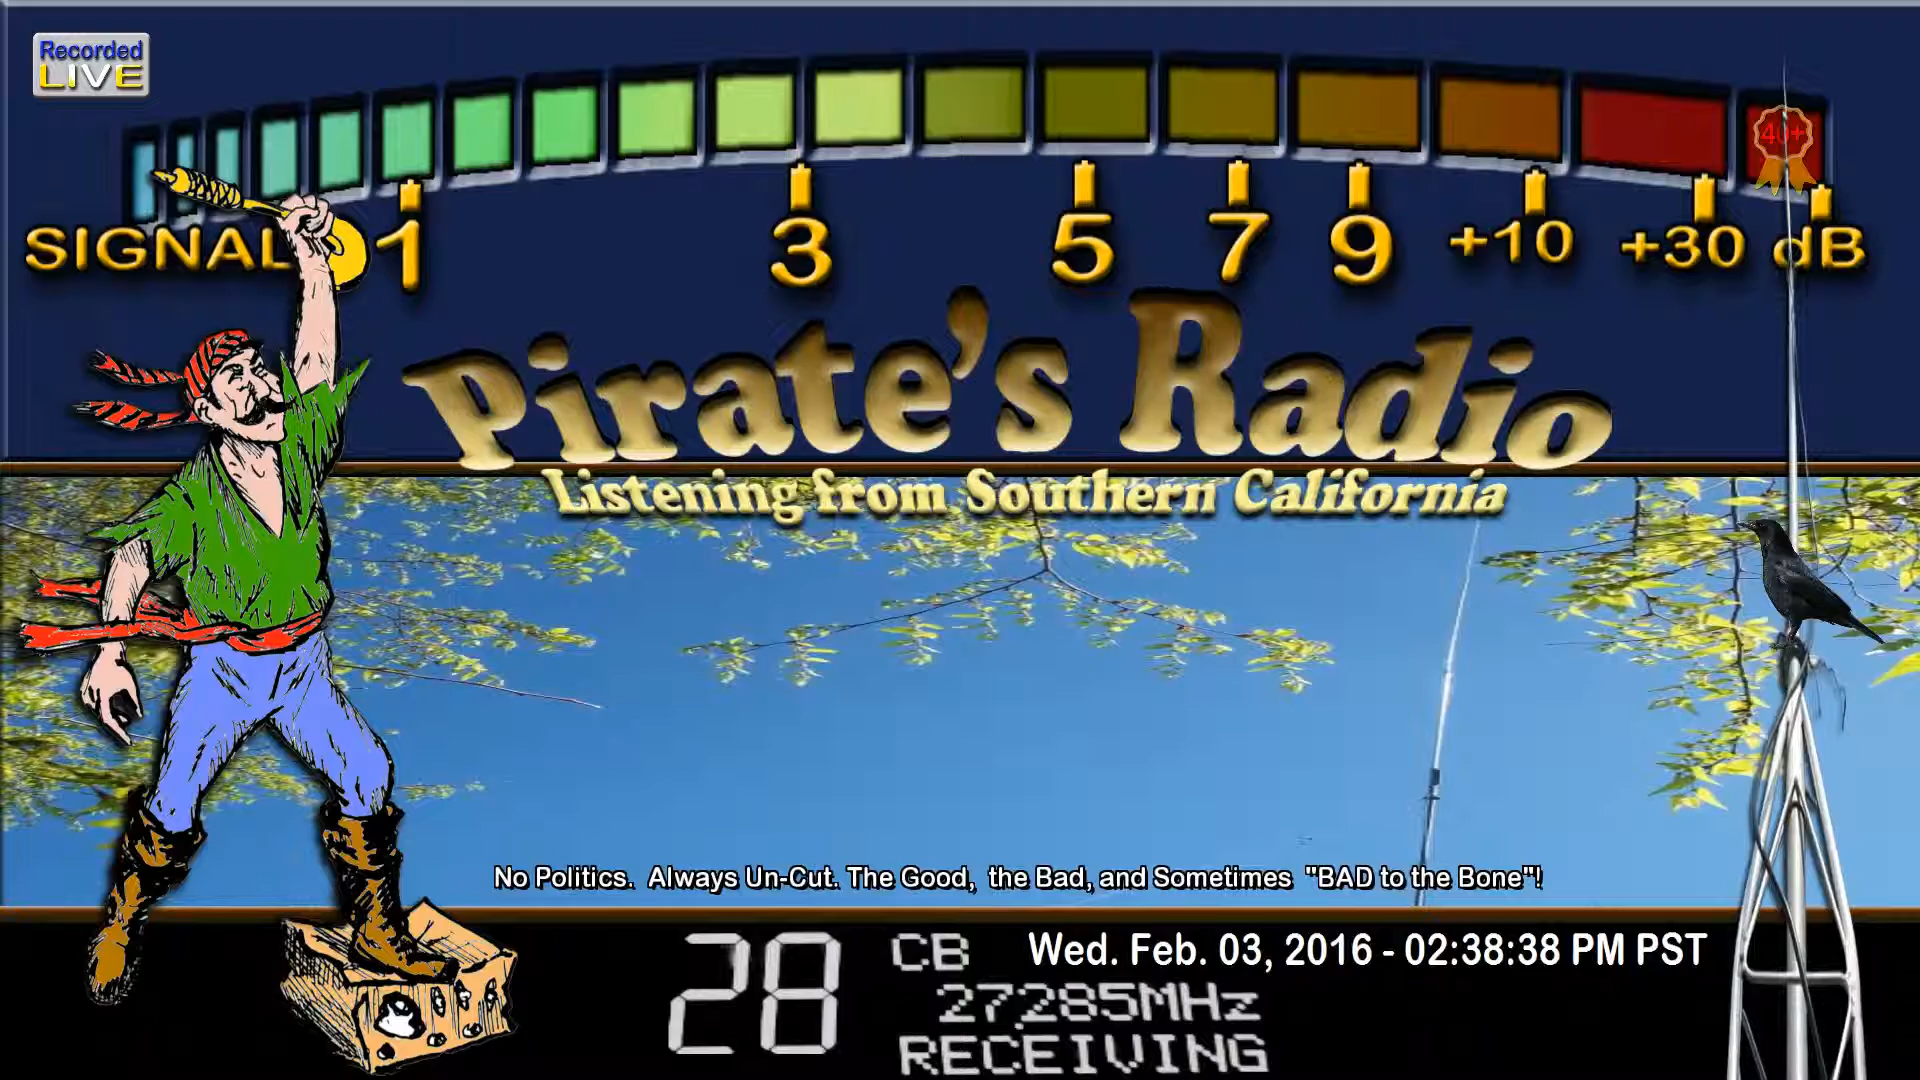 Recorded
LIVE
40+
SIGNAL 1 3 5 7 9 +10 +30 dB
Pirate's Radio
Listening from Southern California
No Politics. Always Un-Cut. The Good, the Bad, and Sometimes "BAD to the Bone"!
28 CB Wed. Feb. 03, 2016 - 02:38:38 PM PST
27.285MHz
RECEIVING